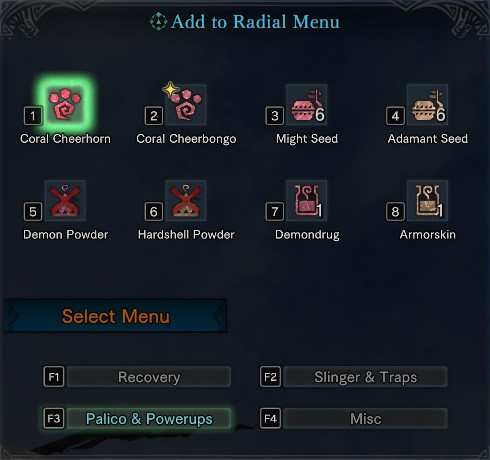 Add to Radial Menu
1 Coral Cheerhorn
2 Coral Cheerbongo
3 6 Might Seed
4 6 Adamant Seed
5 Demon Powder
6 Hardshell Powder
7 1 Demondrug
8 1 Armorskin
Select Menu
F1 Recovery
F2 Slinger & Traps
F3 Palico & Powerups
F4 Misc